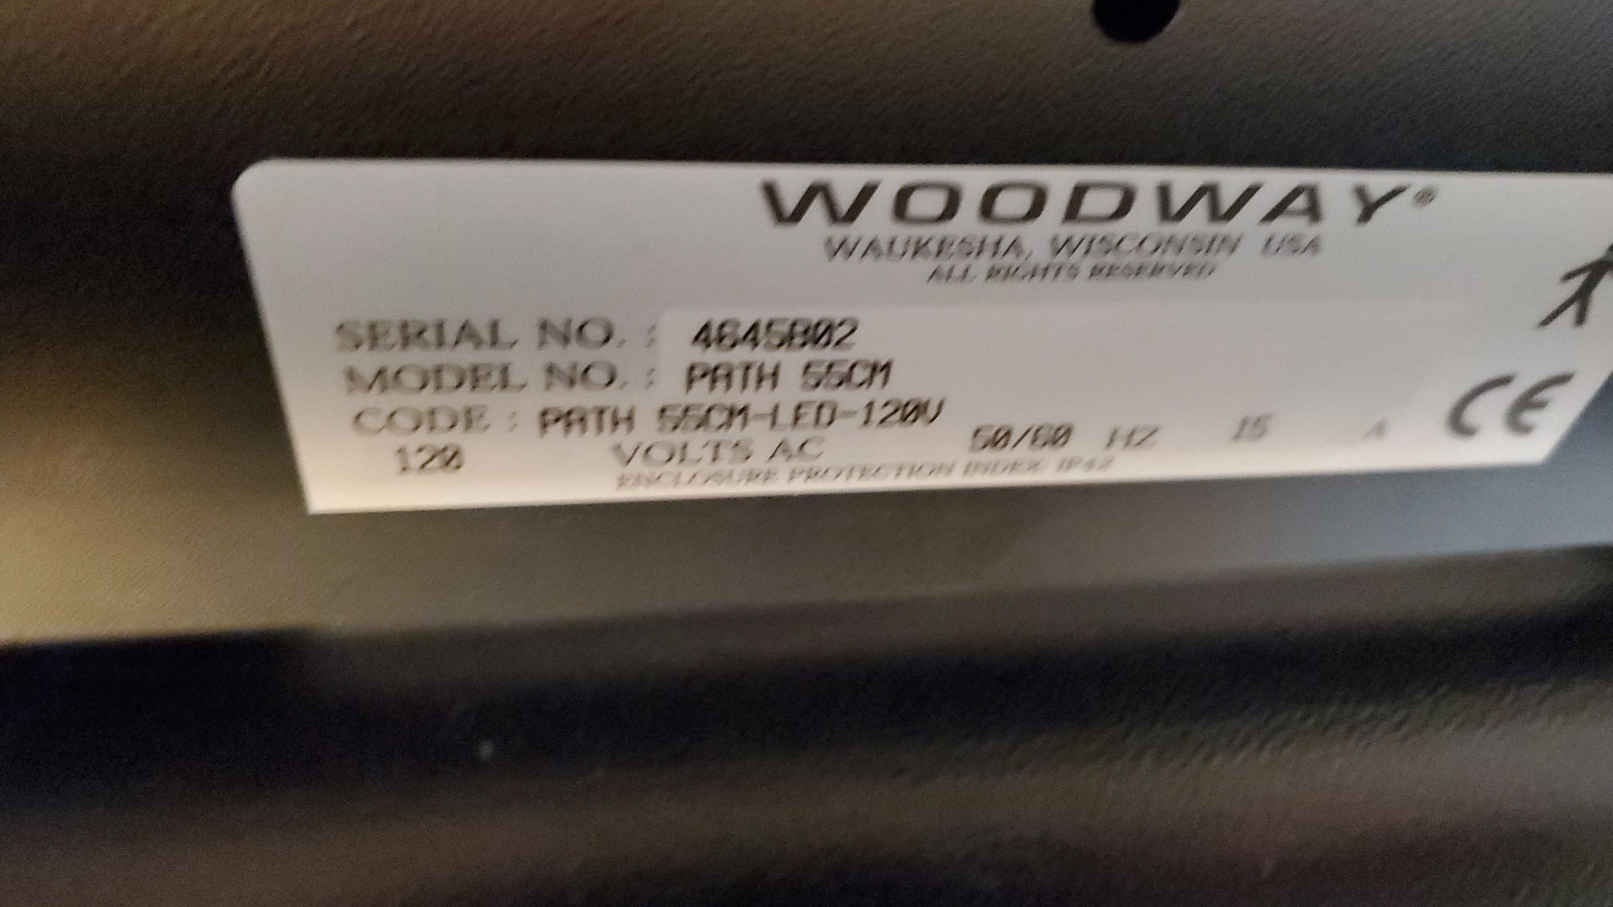 WOODWAY®
WAUKESHA, WISCONSIN USA
ALL RIGHTS RESERVED
SERIAL NO. : 4645B02
MODEL NO. : PATH 55CM
CODE : PATH 55CM-LED-120V
120 VOLTS AC 50/60 HZ 15 A
ENCLOSURE PROTECTION INDEX: IP42
CE